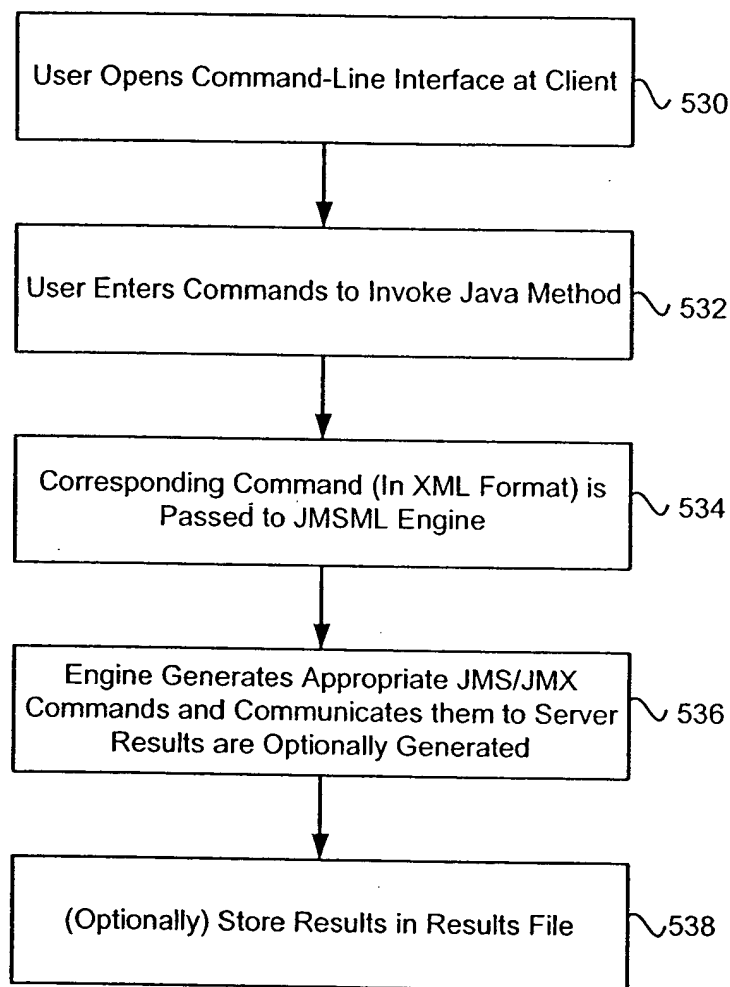 User Opens Command-Line Interface at Client
530
User Enters Commands to Invoke Java Method
532
Corresponding Command (In XML Format) is
Passed to JMSML Engine
534
Engine Generates Appropriate JMS/JMX
Commands and Communicates them to Server
Results are Optionally Generated
536
(Optionally) Store Results in Results File
538